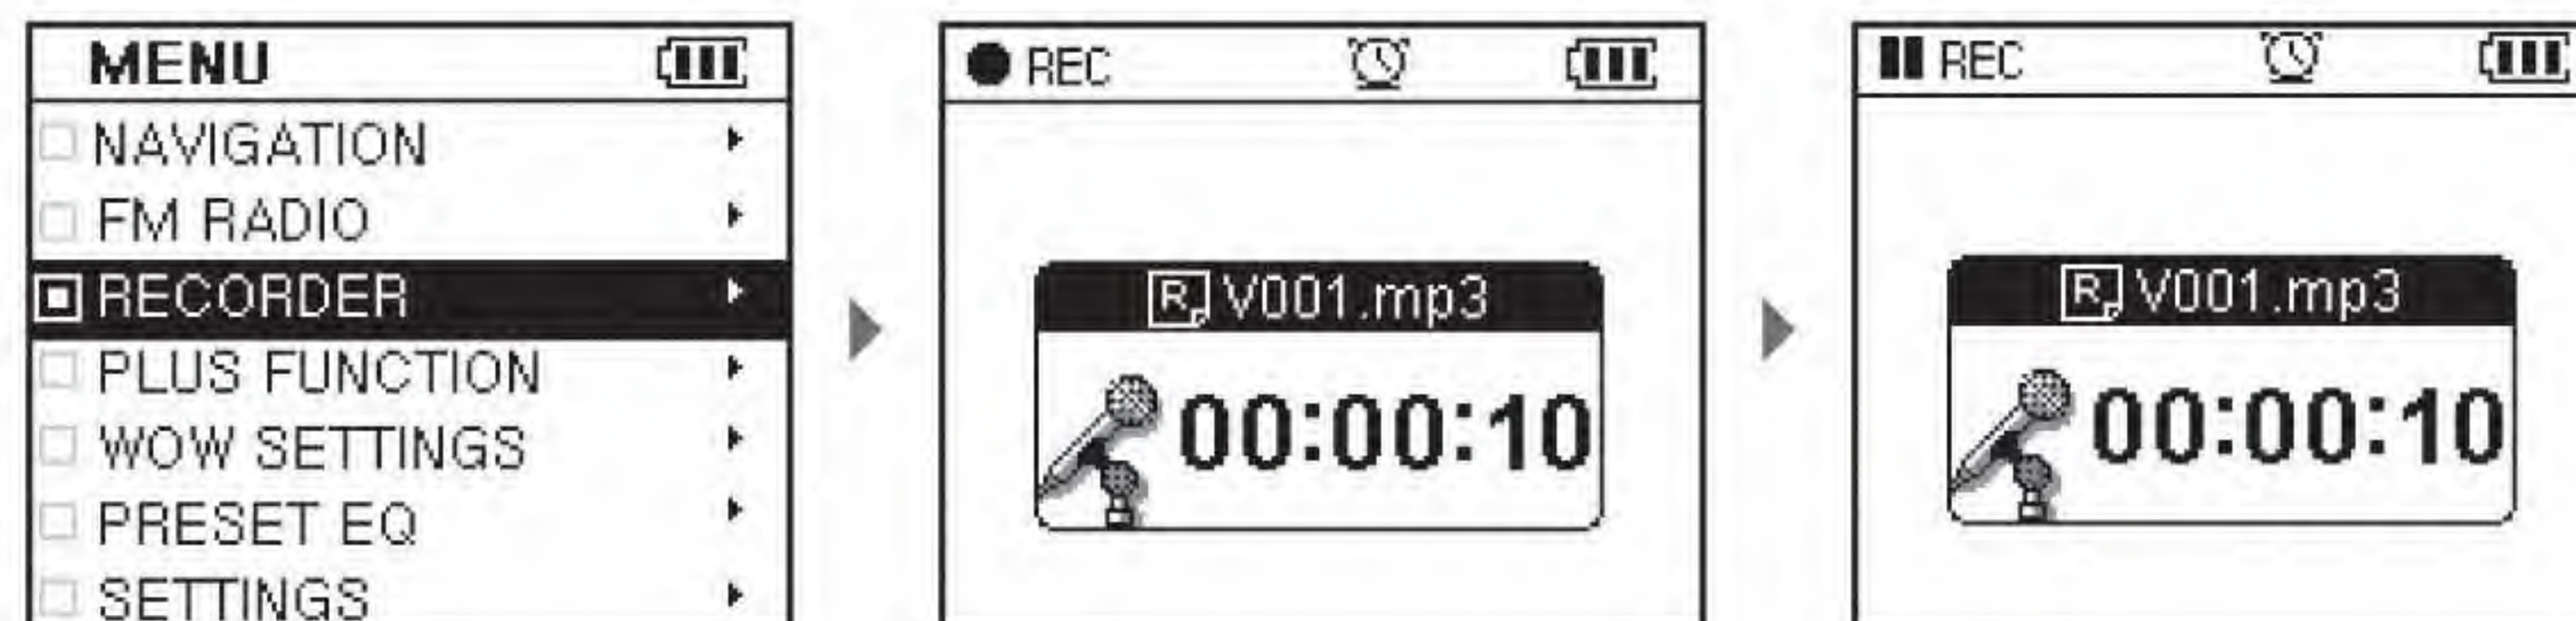 MENU
NAVIGATION
FM RADIO
RECORDER
PLUS FUNCTION
WOW SETTINGS
PRESET EQ
SETTINGS
REC
R V001.mp3
00:00:10
REC
R V001.mp3
00:00:10